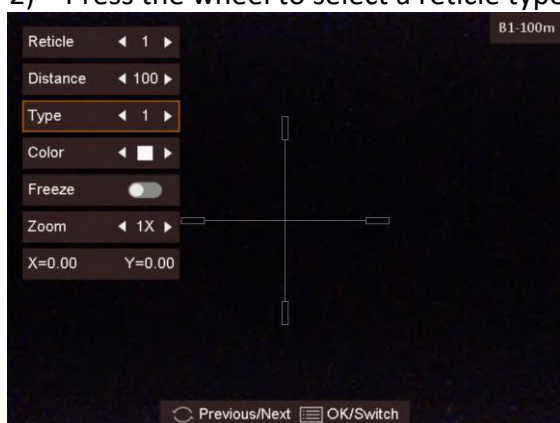 2) Press the wheel to select a reticle type
B1-100m
Reticle 1
Distance 100
Type 1
Color
Freeze
Zoom 1X
X=0.00 Y=0.00
Previous/Next OK/Switch